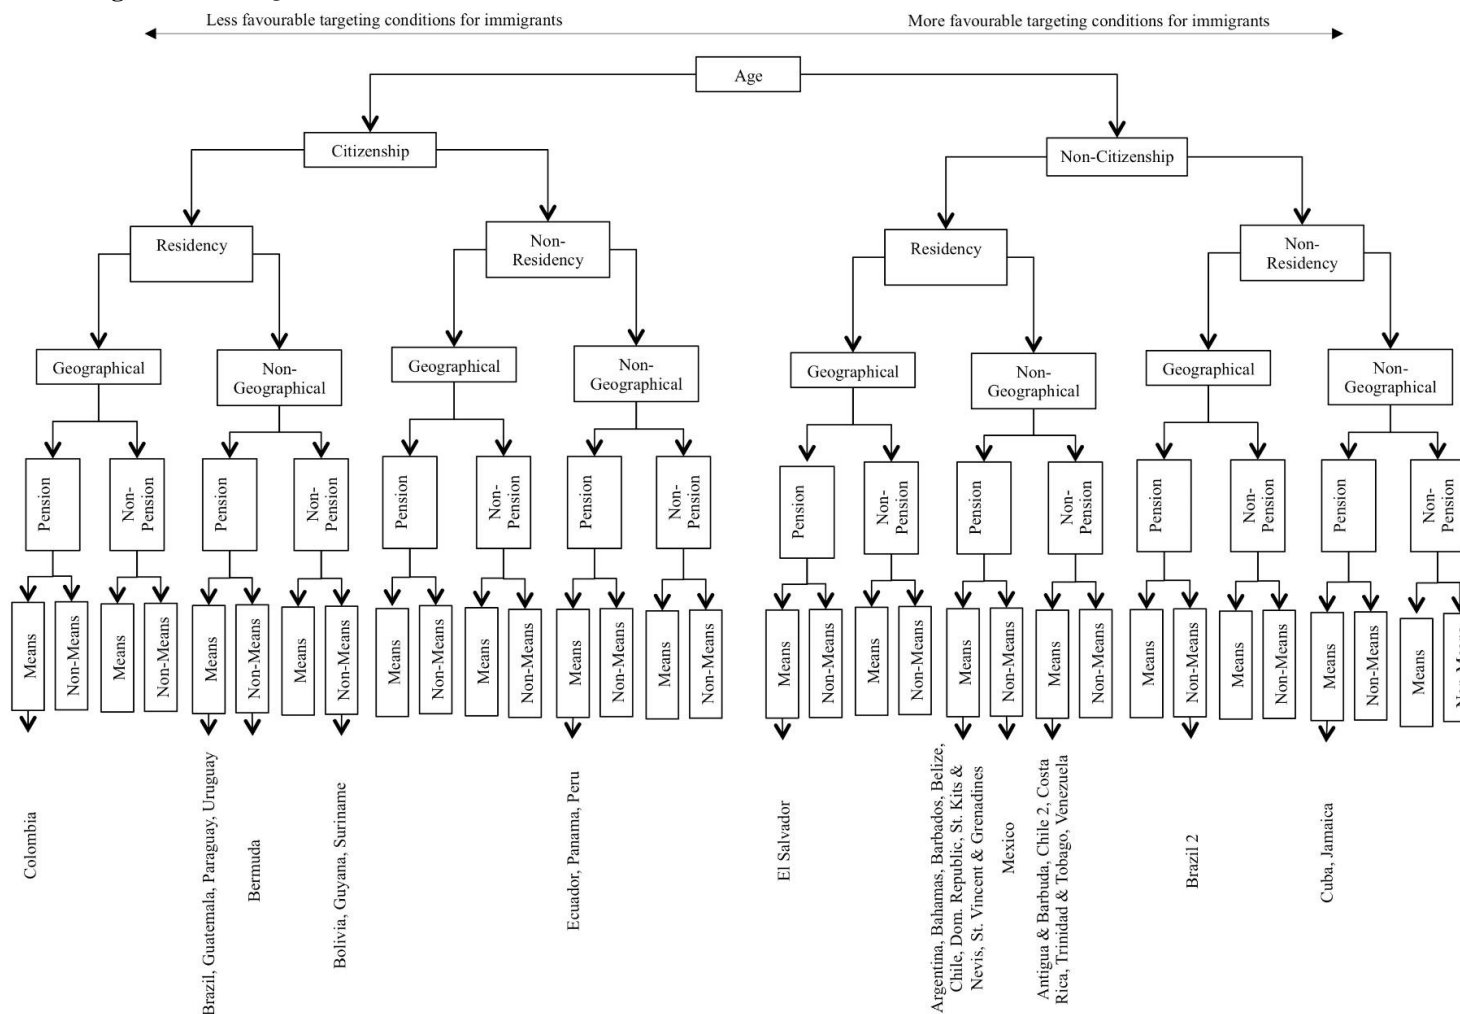 Less favourable targeting conditions for immigrants
More favourable targeting conditions for immigrants
Age
Citizenship
Non-Citizenship
Residency
Non-
Residency
Residency
Non-
Residency
Geographical
Non-
Geographical
Geographical
Non-
Geographical
Geographical
Non-
Geographical
Geographical
Non-
Geographical
Pension
Non-
Pension
Pension
Non-
Pension
Pension
Non-
Pension
Pension
Non-
Pension
Pension
Non-
Pension
Pension
Non-
Pension
Pension
Non-
Pension
Pension
Non-
Pension
Means
Non-Means
Means
Non-Means
Means
Non-Means
Means
Non-Means
Means
Non-Means
Means
Non-Means
Means
Non-Means
Means
Non-Means
Means
Non-Means
Means
Non-Means
Means
Non-Means
Means
Non-Means
Means
Non-Means
Means
Non-Means
Means
Non-Means
Means
Colombia
Brazil, Guatemala, Paraguay, Uruguay
Bermuda
Bolivia, Guyana, Suriname
Ecuador, Panama, Peru
El Salvador
Argentina, Bahamas, Barbados, Belize,
Chile, Dom. Republic, St. Kits &
Nevis, St. Vincent & Grenadines
Mexico
Antigua & Barbuda, Chile 2, Costa
Rica, Trinidad & Tobago, Venezuela
Brazil 2
Cuba, Jamaica